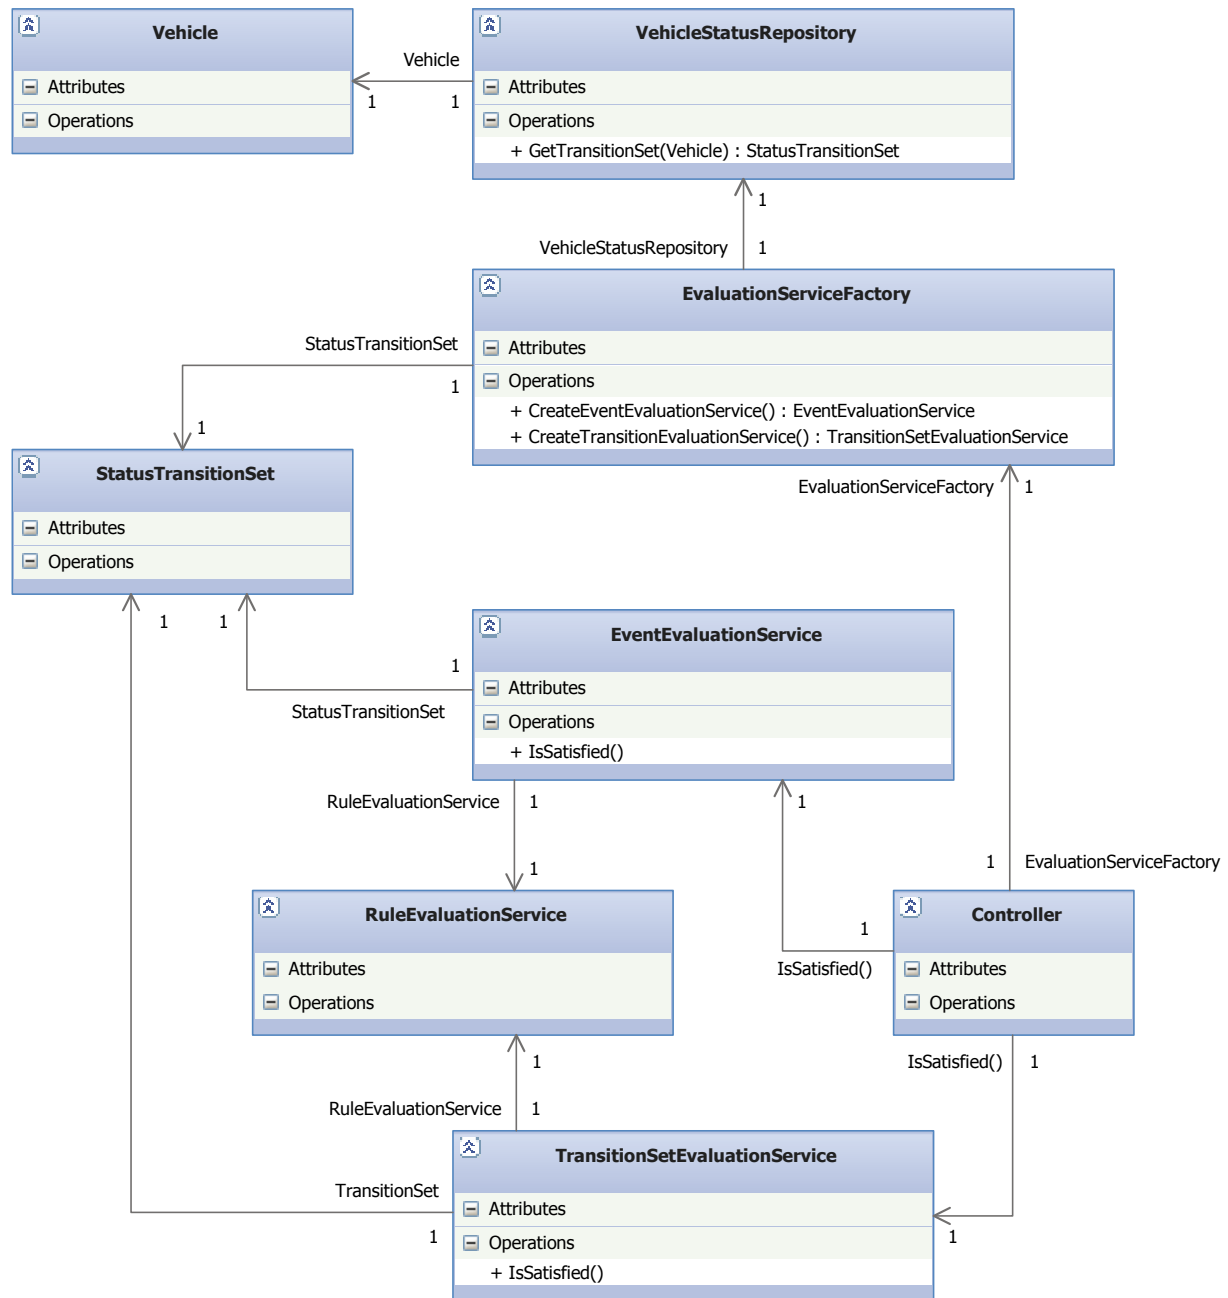 Vehicle
Attributes
Operations
Vehicle
1
1
VehicleStatusRepository
Attributes
Operations
+ GetTransitionSet(Vehicle) : StatusTransitionSet
1
VehicleStatusRepository
1
EvaluationServiceFactory
Attributes
Operations
+ CreateEventEvaluationService() : EventEvaluationService
+ CreateTransitionEvaluationService() : TransitionSetEvaluationService
StatusTransitionSet
1
1
StatusTransitionSet
Attributes
Operations
EvaluationServiceFactory
1
1
1
EventEvaluationService
Attributes
Operations
+ IsSatisfied()
1
StatusTransitionSet
RuleEvaluationService
1
1
1
1
EvaluationServiceFactory
RuleEvaluationService
Attributes
Operations
Controller
Attributes
Operations
1
IsSatisfied()
IsSatisfied()
1
1
RuleEvaluationService
1
TransitionSetEvaluationService
Attributes
Operations
+ IsSatisfied()
TransitionSet
1
1